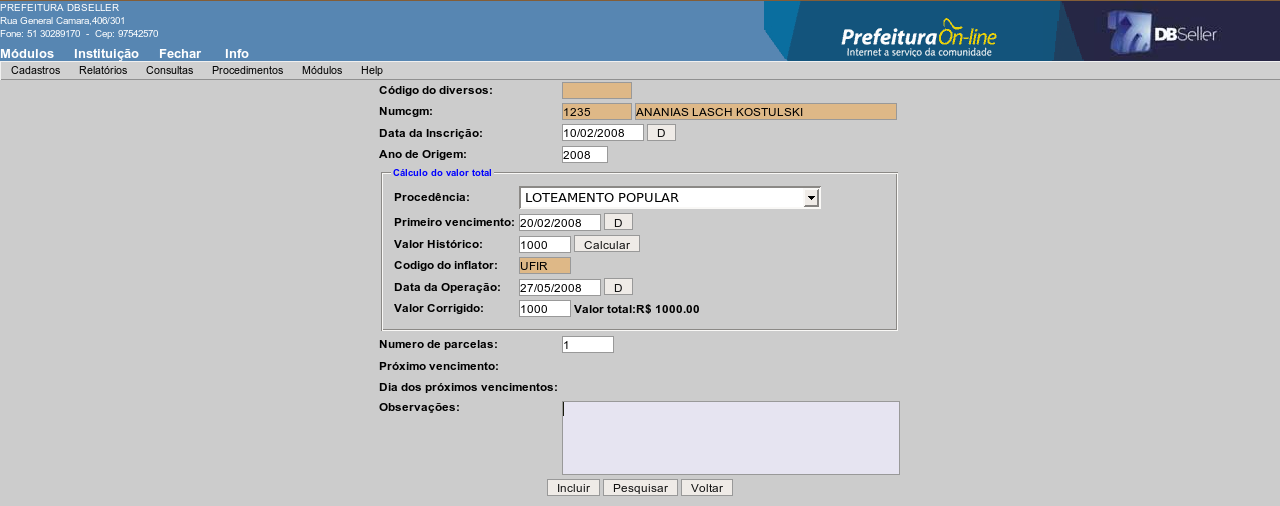 PREFEITURA DBSELLER
Rua General Camara,406/301
Fone: 51 30289170 - Cep: 97542570
Módulos Instituição Fechar Info
PrefeituraOn-line
Internet a serviço da comunidade
DBSeller
Cadastros Relatórios Consultas Procedimentos Módulos Help
Código do diversos:
Numcgm: 1235 ANANIAS LASCH KOSTULSKI
Data da Inscrição: 10/02/2008 D
Ano de Origem: 2008
Cálculo do valor total
Procedência: LOTEAMENTO POPULAR
Primeiro vencimento: 20/02/2008 D
Valor Histórico: 1000 Calcular
Codigo do inflator: UFIR
Data da Operação: 27/05/2008 D
Valor Corrigido: 1000 Valor total:R$ 1000.00
Numero de parcelas: 1
Próximo vencimento:
Dia dos próximos vencimentos:
Observações:
Incluir Pesquisar Voltar